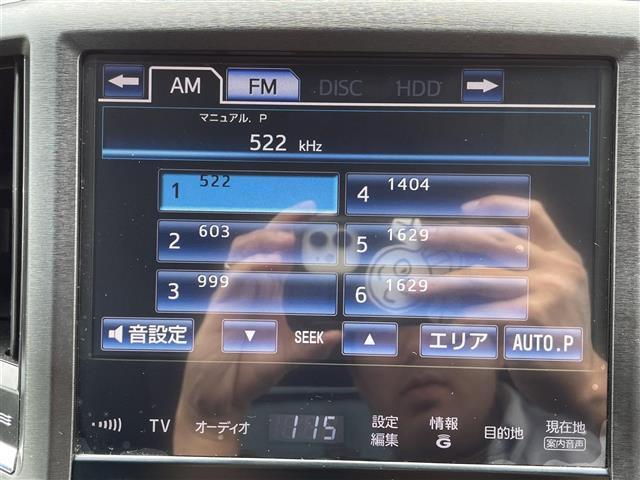 AM FM DISC HDD
マニュアル. P
522 kHz
1 522
2 603
3 999
4 1404
5 1629
6 1629
音設定 SEEK エリア AUTO.P
TV オーディオ 115 設定編集 情報G 目的地 現在地
案内音声